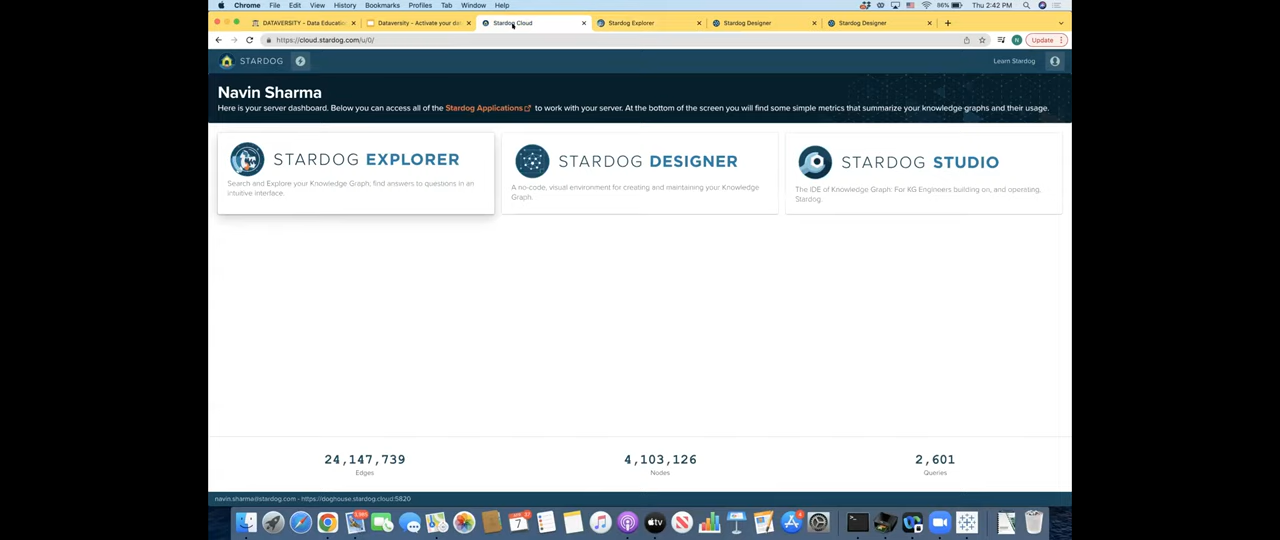 Chrome File Edit View History Bookmarks Profiles Tab Window Help 86% Thu 2:42 PM
DATAVERSITY - Data Educatio Dataversity - Activate your da Stardog Cloud Stardog Explorer Stardog Designer Stardog Designer
https://cloud.stardog.com/u/0/ N Update
STARDOG Learn Stardog
Navin Sharma
Here is your server dashboard. Below you can access all of the Stardog Applications to work with your server. At the bottom of the screen you will find some simple metrics that summarize your knowledge graphs and their usage.
STARDOG EXPLORER
Search and Explore your Knowledge Graph, find answers to questions in an
intuitive interface.
STARDOG DESIGNER
A no-code, visual environment for creating and maintaining your Knowledge
Graph.
STARDOG STUDIO
The IDE of Knowledge Graph: For KG Engineers building on, and operating,
Stardog.
24,147,739
Edges
4,103,126
Nodes
2,601
Queries
navin.sharma@stardog.com - https://doghouse.stardog.cloud:5820